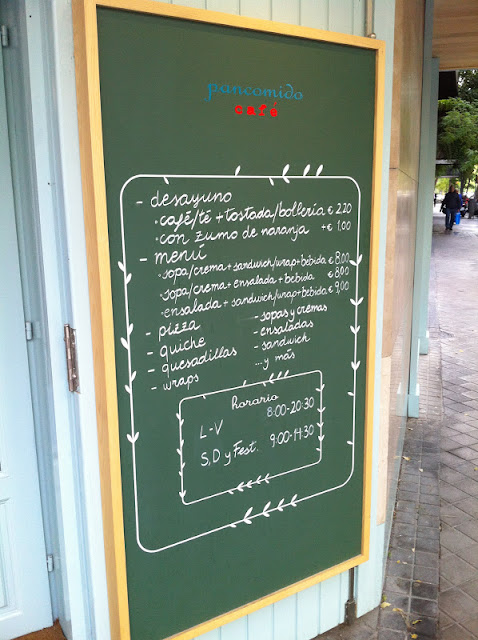 pancomido
café
- desayuno
· café/té + tostada/bollería € 2,20
· con zumo de naranja +€ 1,00
- menú
· sopa/crema + sandwich/wrap + bebida € 8,00
· sopa/crema + ensalada + bebida € 8,00
· ensalada + sandwich/wrap + bebida € 9,00
- pizza
- quiche
- quesadillas
- wraps
- sopas y cremas
- ensaladas
- sandwich
...y más
Horario
L-V 8:00-20:30
S, D y Fest. 9:00-14:30